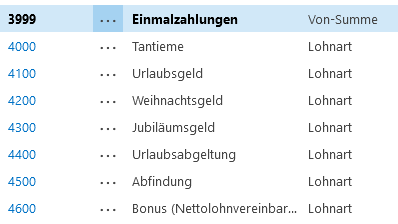 3999 ... Einmalzahlungen Von-Summe
4000 ... Tantieme Lohnart
4100 ... Urlaubsgeld Lohnart
4200 ... Weihnachtsgeld Lohnart
4300 ... Jubiläumsgeld Lohnart
4400 ... Urlaubsabgeltung Lohnart
4500 ... Abfindung Lohnart
4600 ... Bonus (Nettolohnvereinbar... Lohnart